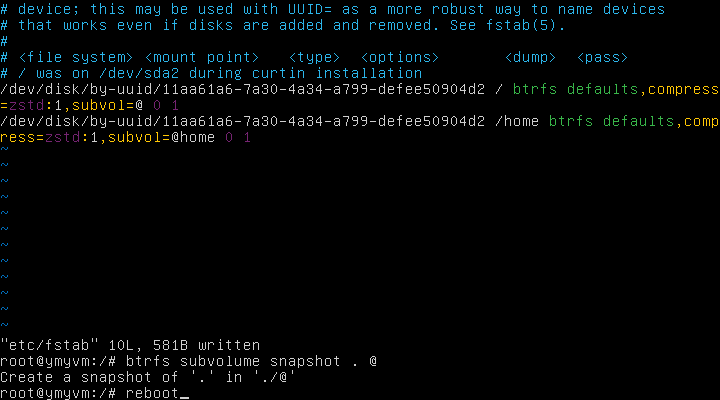 # device; this may be used with UUID= as a more robust way to name devices
# that works even if disks are added and removed. See fstab(5).
#
# <file system> <mount point>   <type>  <options>       <dump>  <pass>
# / was on /dev/sda2 during curtin installation
/dev/disk/by-uuid/11aa61a6-7a30-4a34-a799-defee50904d2 / btrfs defaults,compress
=zstd:1,subvol=@ 0 1
/dev/disk/by-uuid/11aa61a6-7a30-4a34-a799-defee50904d2 /home btrfs defaults,comp
ress=zstd:1,subvol=@home 0 1
~
~
~
~
~
~
~
~
~
~
~
~
"etc/fstab" 10L, 581B written
root@ymyvm:/# btrfs subvolume snapshot . @
Create a snapshot of '.' in './@'
root@ymyvm:/# reboot_